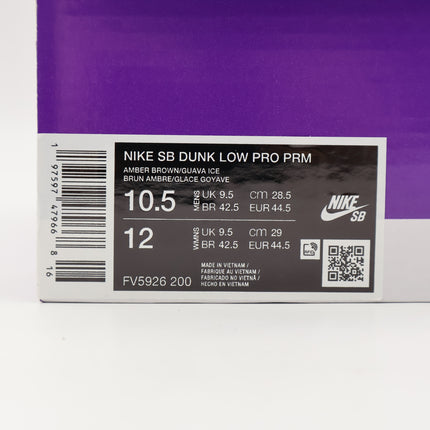 NIKE SB DUNK LOW PRO PRM
AMBER BROWN/GUAVA ICE
BRUN AMBRE/GLACE GOYAVE
10.5 MENS UK 9.5 cm 28.5
BR 42.5 EUR 44.5
12 WMNS UK 9.5 cm 29
BR 42.5 EUR 44.5
NIKE
SB
MADE IN VIETNAM /
FABRIQUE AU VIETNAM /
FABRICADO NO VIETNÃ /
HECHO EN VIETNAM
FV5926 200
1 97597 47966 8 16